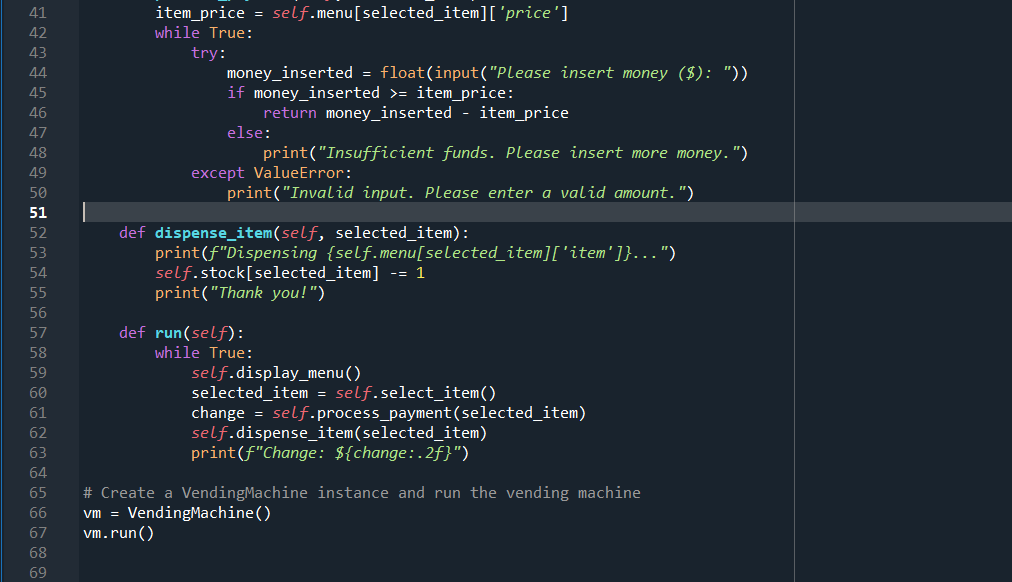 41 item_price = self.menu[selected_item]['price']
42 while True:
43 try:
44 money_inserted = float(input("Please insert money ($): "))
45 if money_inserted >= item_price:
46 return money_inserted - item_price
47 else:
48 print("Insufficient funds. Please insert more money.")
49 except ValueError:
50 print("Invalid input. Please enter a valid amount.")
51
52 def dispense_item(self, selected_item):
53 print(f"Dispensing {self.menu[selected_item]['item']}...")
54 self.stock[selected_item] -= 1
55 print("Thank you!")
56
57 def run(self):
58 while True:
59 self.display_menu()
60 selected_item = self.select_item()
61 change = self.process_payment(selected_item)
62 self.dispense_item(selected_item)
63 print(f"Change: ${change:.2f}")
64
65 # Create a VendingMachine instance and run the vending machine
66 vm = VendingMachine()
67 vm.run()
68
69